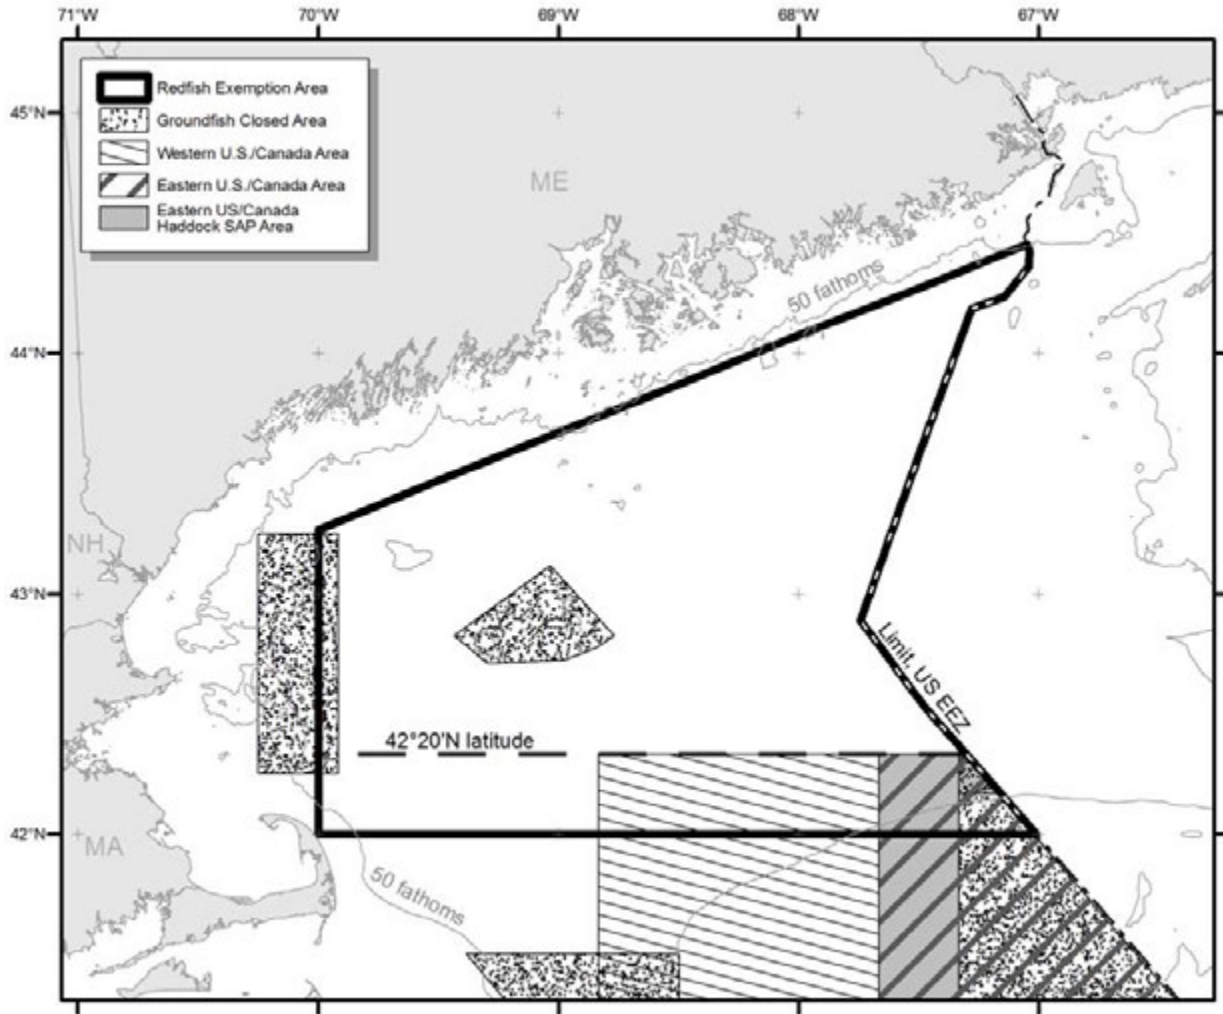 71°W 70°W 69°W 68°W 67°W
Redfish Exemption Area
Groundfish Closed Area
Western U.S./Canada Area
Eastern U.S./Canada Area
Eastern US/Canada
Haddock SAP Area
45°N
ME
50 fathoms
44°N
NH
43°N
Limit, US EEZ
42°20'N latitude
42°N
MA
50 fathoms